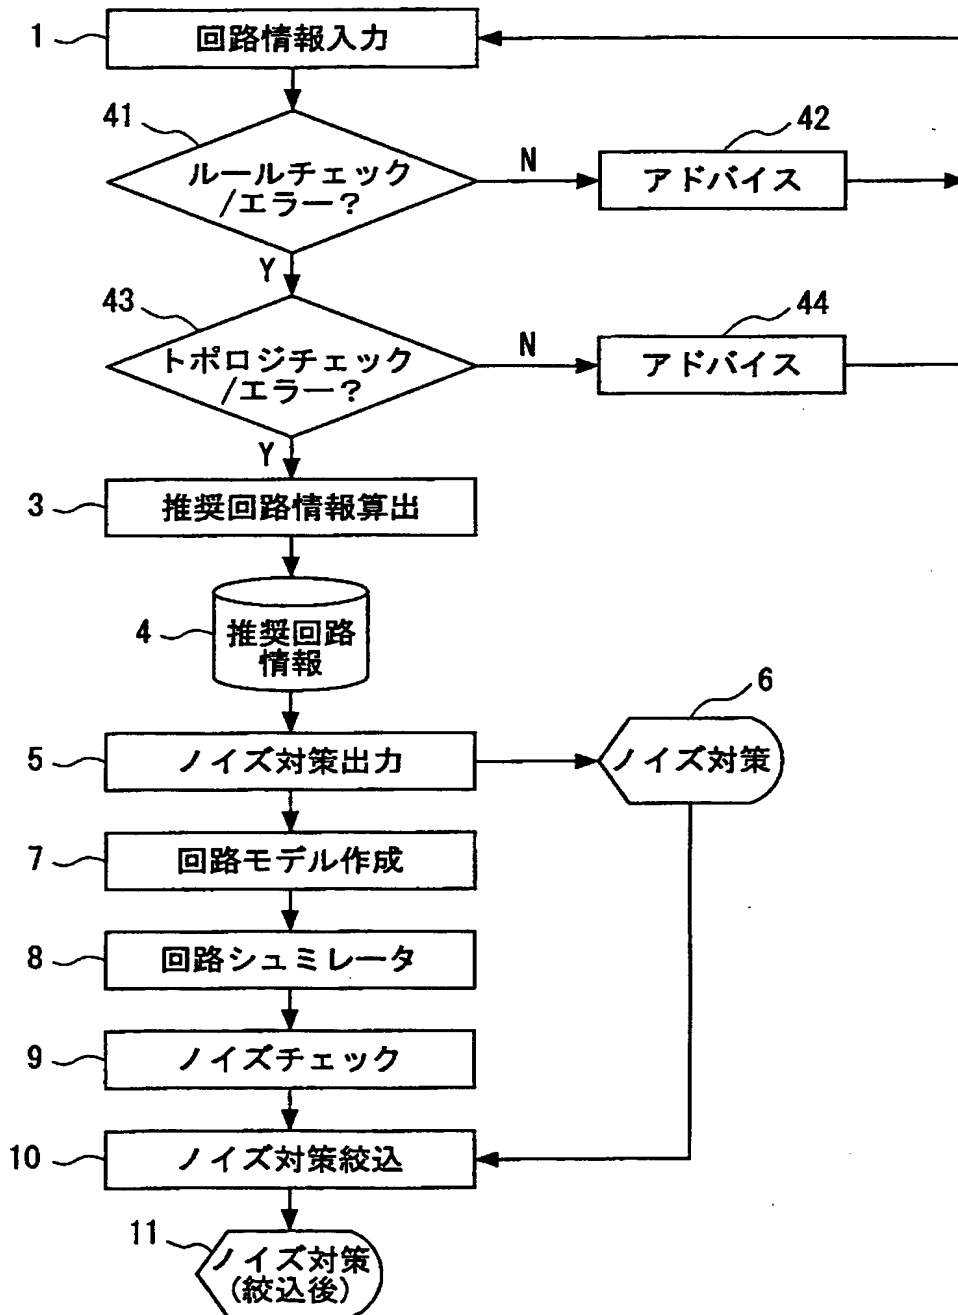 1
回路情報入力
41
ルールチェック
/エラー?
N
42
アドバイス
Y
43
トポロジチェック
/エラー?
N
44
アドバイス
Y
3
推奨回路情報算出
4
推奨回路
情報
5
ノイズ対策出力
6
ノイズ対策
7
回路モデル作成
8
回路シュミレータ
9
ノイズチェック
10
ノイズ対策絞込
11
ノイズ対策
(絞込後)